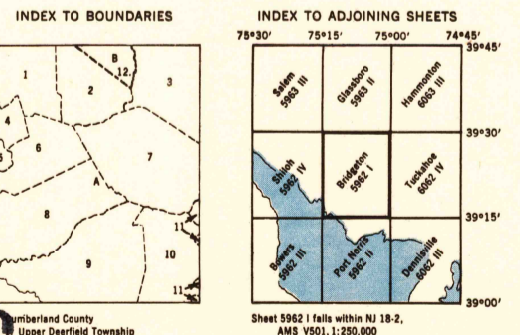 INDEX TO BOUNDARIES
1
B
12.
2
3
4
5
6
7
A
8
9
10
11
11
Cumberland County
Upper Deerfield Township
INDEX TO ADJOINING SHEETS
75°30' 75°15' 75°00' 74°45'
39°45'
Salem
5963 III
Glassboro
5963 II
Hammonton
6063 III
39°30'
Shiloh
5962 IV
Bridgeton
5962 I
Tuckahoe
6062 IV
39°15'
Bowers
5962 III
Port Norris
5962 II
Dennisville
6062 III
39°00'
Sheet 5962 I falls within NJ 18-2,
AMS V501, 1:250,000